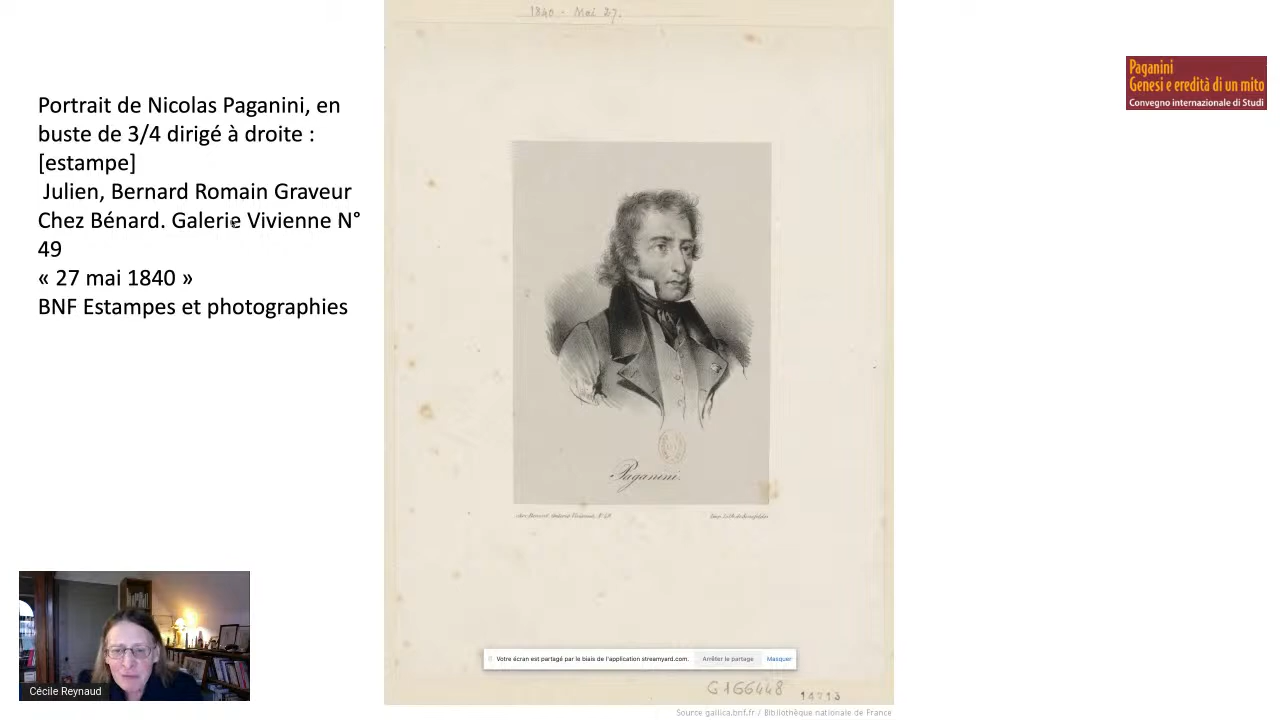 1840 - Mai 27.
Paganini
Genesi e eredità di un mito
Convegno internazionale di Studi
Portrait de Nicolas Paganini, en
buste de 3/4 dirigé à droite :
[estampe]
Julien, Bernard Romain Graveur
Chez Bénard. Galerie Vivienne N°
49
« 27 mai 1840 »
BNF Estampes et photographies
Paganini.
Votre écran est partagé par le biais de l'application streamyard.com. Arrêter le partage Masquer
G166448 14213
Cécile Reynaud
Source gallica.bnf.fr / Bibliothèque nationale de France